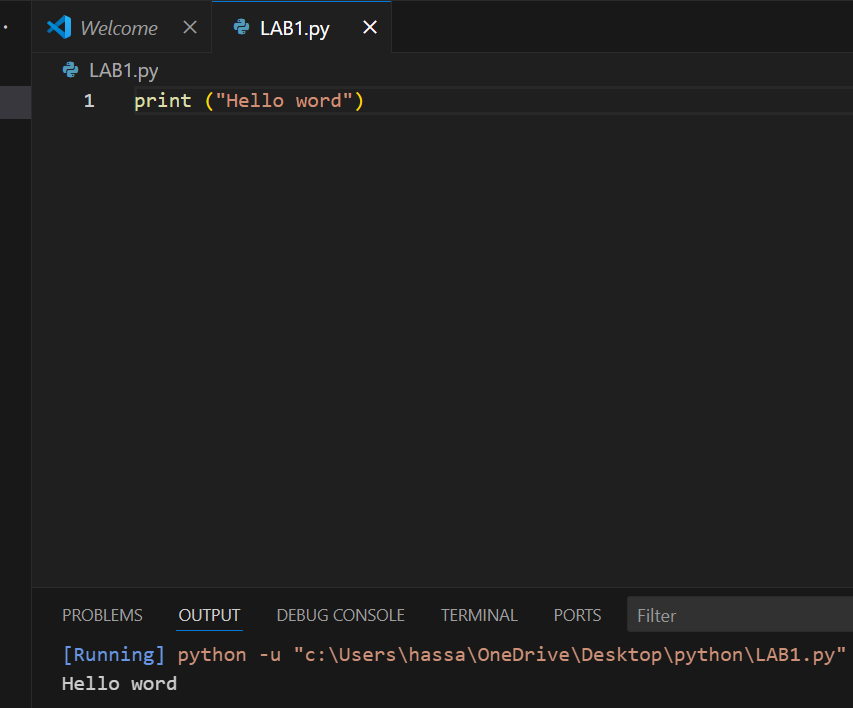 Welcome
LAB1.py
LAB1.py
1 print ("Hello word")
PROBLEMS OUTPUT DEBUG CONSOLE TERMINAL PORTS Filter
[Running] python -u "c:\Users\hassa\OneDrive\Desktop\python\LAB1.py"
Hello word